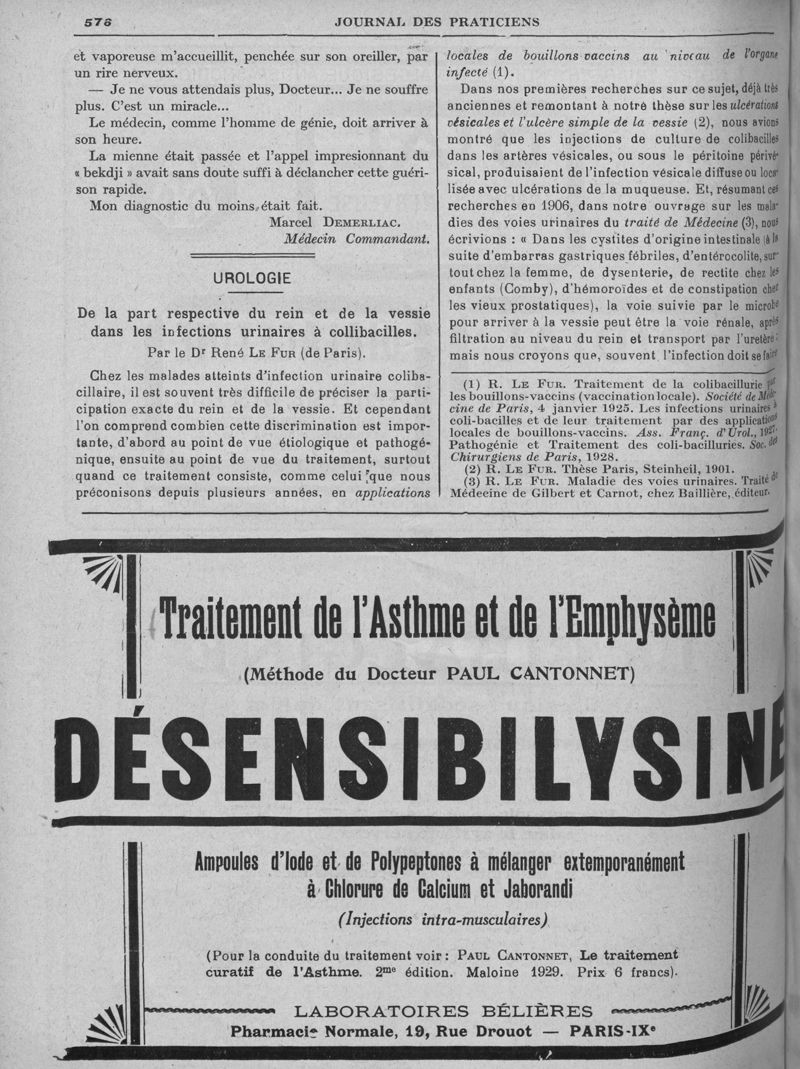 576
JOURNAL DES PRATICIENS
et vaporeuse m'accueillit, penchée sur son oreiller, par
un rire nerveux.
— Je ne vous attendais plus, Docteur... Je ne souffre
plus. C'est un miracle...
Le médecin, comme l'homme de génie, doit arriver à
son heure.
La mienne était passée et l'appel impresionnant du
« bekdji » avait sans doute suffi à déclancher cette guéri-
son rapide.
Mon diagnostic du moins était fait.
Marcel DEMERLIAC.
Médecin Commandant.
UROLOGIE
De la part respective du rein et de la vessie
dans les infections urinaires à collibacilles.
Par le Dr René LE FUR (de Paris).
Chez les malades atteints d'infection urinaire coliba-
cillaire, il est souvent très difficile de préciser la parti-
cipation exacte du rein et de la vessie. Et cependant
l'on comprend combien cette discrimination est impor-
tante, d'abord au point de vue étiologique et pathogé-
nique, ensuite au point de vue du traitement, surtout
quand ce traitement consiste, comme celui que nous
préconisons depuis plusieurs années, en applications
locales de bouillons vaccins au niveau de l'organe
infecté (1).
Dans nos premières recherches sur ce sujet, déjà très
anciennes et remontant à notre thèse sur les ulcérations
vésicales et l'ulcère simple de la vessie (2), nous avions
montré que les injections de culture de colibacilles
dans les artères vésicales, ou sous le péritoine périvé-
sical, produisaient de l'infection vésicale diffuse ou loca-
lisée avec ulcérations de la muqueuse. Et, résumant ces
recherches en 1906, dans notre ouvrage sur les mala-
dies des voies urinaires du traité de Médecine (3), nous
écrivions : « Dans les cystites d'origine intestinale (à la
suite d'embarras gastriques fébriles, d'entérocolite, sur-
tout chez la femme, de dysenterie, de rectite chez les
enfants (Comby), d'hémoroïdes et de constipation chez
les vieux prostatiques), la voie suivie par le microbe
pour arriver à la vessie peut être la voie rénale, après
filtration au niveau du rein et transport par l'uretère;
mais nous croyons que, souvent l'infection doit se faire
(1) R. LE FUR. Traitement de la colibacillurie par
les bouillons-vaccins (vaccination locale). Société de Méde-
cine de Paris, 4 janvier 1925. Les infections urinaires à
coli-bacilles et de leur traitement par des applications
locales de bouillons-vaccins. Ass. Franç. d'Urol., 1927.
Pathogénie et Traitement des coli-bacilluries. Soc. des
Chirurgiens de Paris, 1928.
(2) R. LE FUR. Thèse Paris, Steinheil, 1901.
(3) R. LE FUR. Maladie des voies urinaires. Traité de
Médecine de Gilbert et Carnot, chez Baillière, éditeur.
Traitement de l'Asthme et de l'Emphysème
(Méthode du Docteur PAUL CANTONNET)
DÉSENSIBILYSINE
Ampoules d'Iode et de Polypeptones à mélanger extemporanément
à Chlorure de Calcium et Jaborandi
(Injections intra-musculaires)
(Pour la conduite du traitement voir : PAUL CANTONNET, Le traitement
curatif de l'Asthme. 2me édition. Maloine 1929. Prix 6 francs).
LABORATOIRES BÉLIÈRES
Pharmacie Normale, 19, Rue Drouot — PARIS-IXe